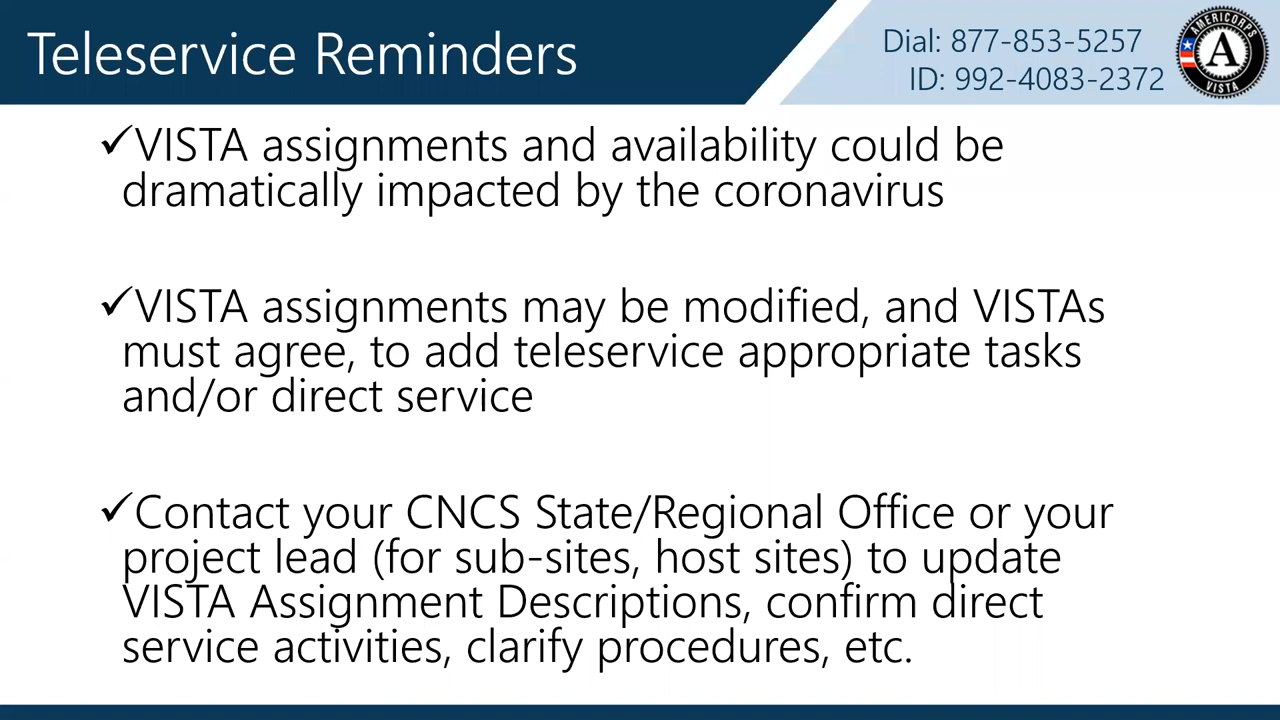 Teleservice Reminders
Dial: 877-853-5257
ID: 992-4083-2372
AMERICORPS
A
VISTA
✓VISTA assignments and availability could be
dramatically impacted by the coronavirus
✓VISTA assignments may be modified, and VISTAs
must agree, to add teleservice appropriate tasks
and/or direct service
✓Contact your CNCS State/Regional Office or your
project lead (for sub-sites, host sites) to update
VISTA Assignment Descriptions, confirm direct
service activities, clarify procedures, etc.